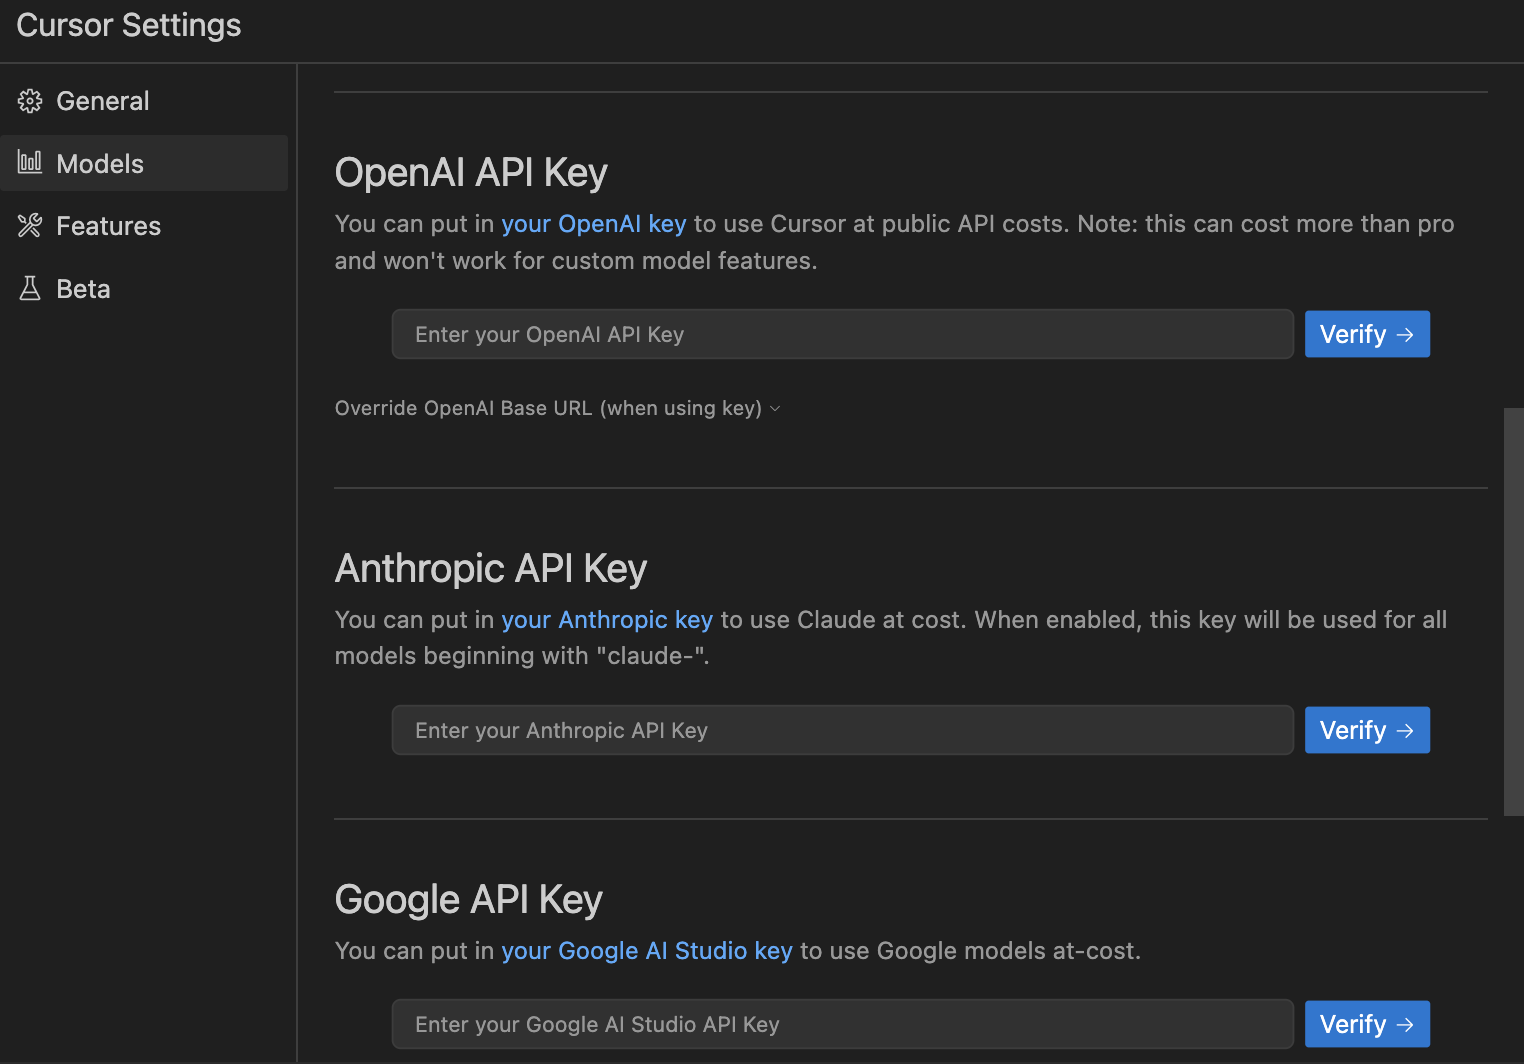 Cursor Settings
General
Models
Features
Beta
OpenAI API Key
You can put in your OpenAI key to use Cursor at public API costs. Note: this can cost more than pro
and won't work for custom model features.
Enter your OpenAI API Key
Verify →
Override OpenAI Base URL (when using key)
Anthropic API Key
You can put in your Anthropic key to use Claude at cost. When enabled, this key will be used for all
models beginning with "claude-".
Enter your Anthropic API Key
Verify →
Google API Key
You can put in your Google AI Studio key to use Google models at-cost.
Enter your Google AI Studio API Key
Verify →